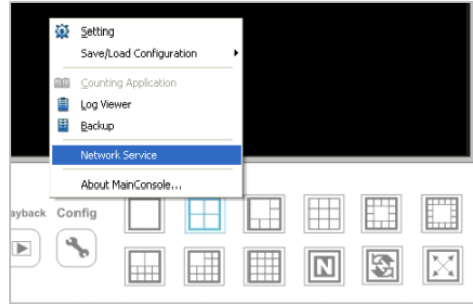 Setting
Save/Load Configuration
Counting Application
Log Viewer
Backup
Network Service
About MainConsole...
ayback Config
N